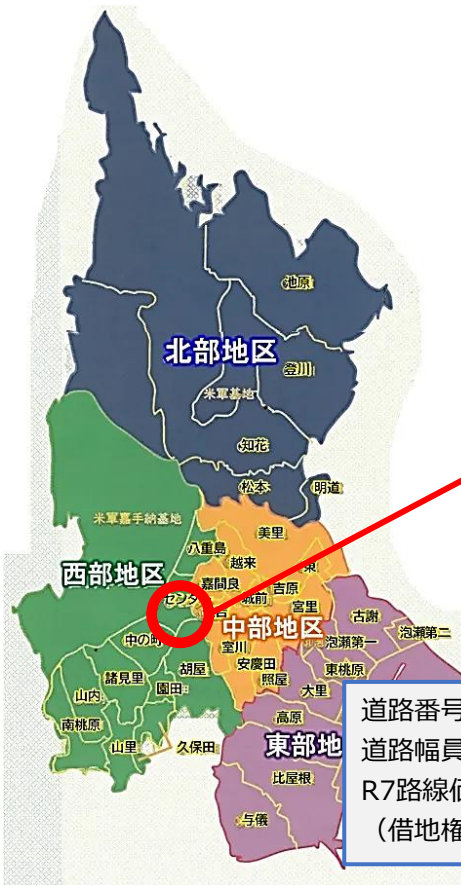 池原
北部地区
登川
米軍基地
知花
松本
明道
米軍嘉手納基地
美里
八重島
越来
東
西部地区
嘉間良
吉原
センタ
城前
宮里
古謝
中部地区
泡瀬第一
泡瀬第二
中の町
室川
安慶田
胡屋
照屋
東桃原
諸見里
園田
大里
山内
南桃原
高原
山里
久保田
東部地
比屋根
与儀
道路番号
道路幅員
R7路線価
（借地権